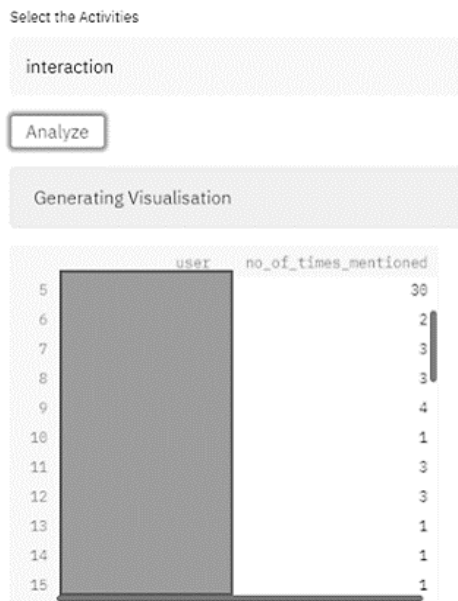 Select the Activities
interaction
Analyze
Generating Visualisation
user no_of_times_mentioned
5 30
6 2
7 3
8 3
9 4
10 1
11 3
12 3
13 1
14 1
15 1